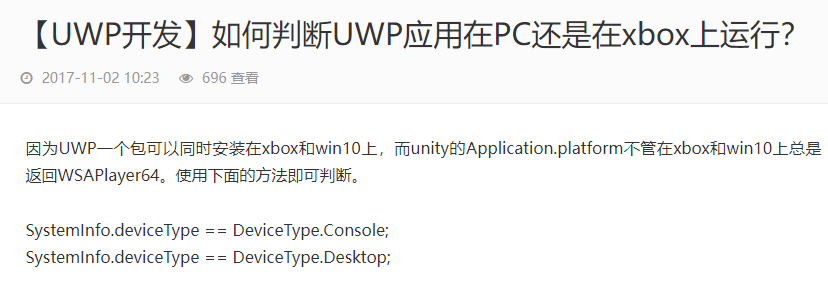 【UWP开发】如何判断UWP应用在PC还是在xbox上运行？
2017-11-02 10:23 696 查看
因为UWP一个包可以同时安装在xbox和win10上，而unity的Application.platform不管在xbox和win10上总是
返回WSAPlayer64。使用下面的方法即可判断。
SystemInfo.deviceType == DeviceType.Console;
SystemInfo.deviceType == DeviceType.Desktop;